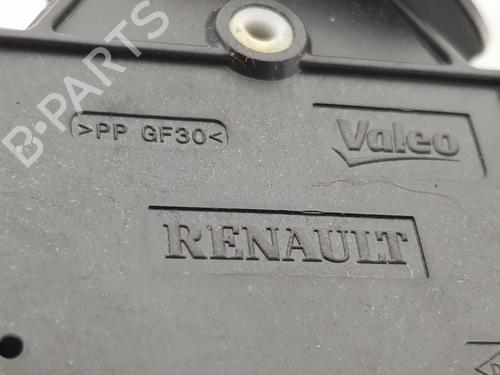 B-PARTS
>PP GF30<
Valeo
RENAULT